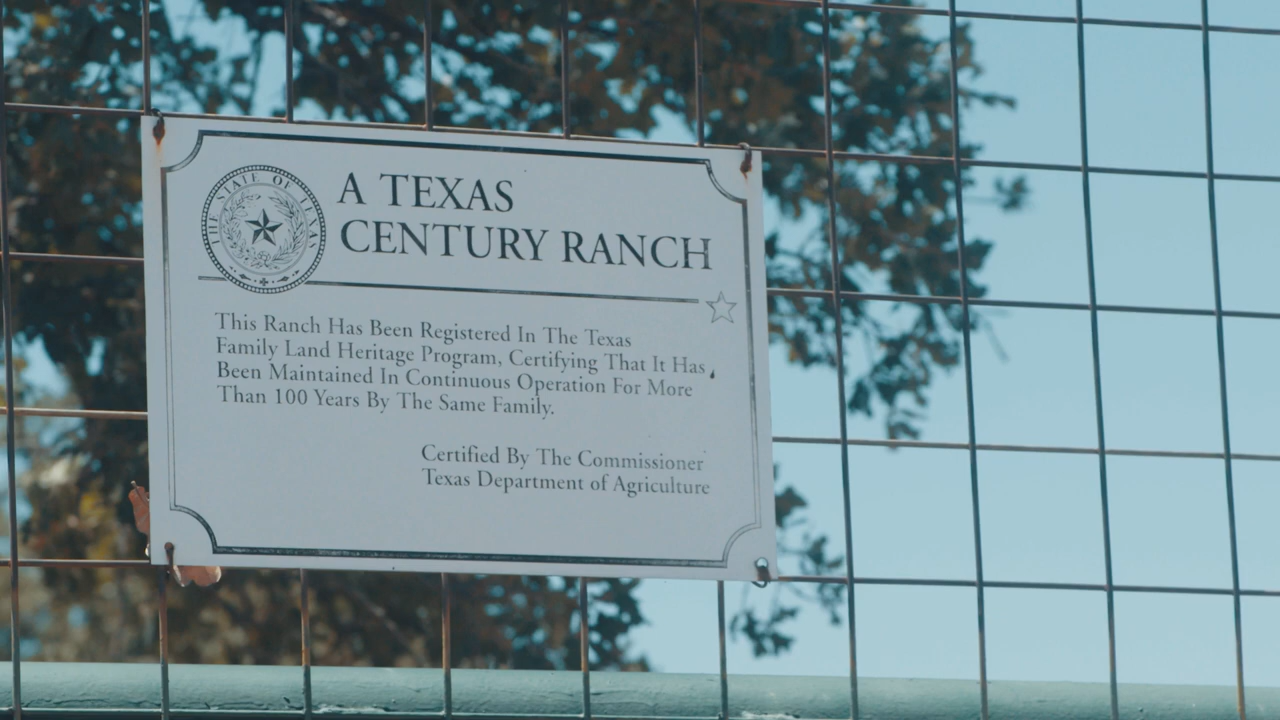 THE STATE OF TEXAS
A TEXAS
CENTURY RANCH
This Ranch Has Been Registered In The Texas
Family Land Heritage Program, Certifying That It Has
Been Maintained In Continuous Operation For More
Than 100 Years By The Same Family.
Certified By The Commissioner
Texas Department of Agriculture